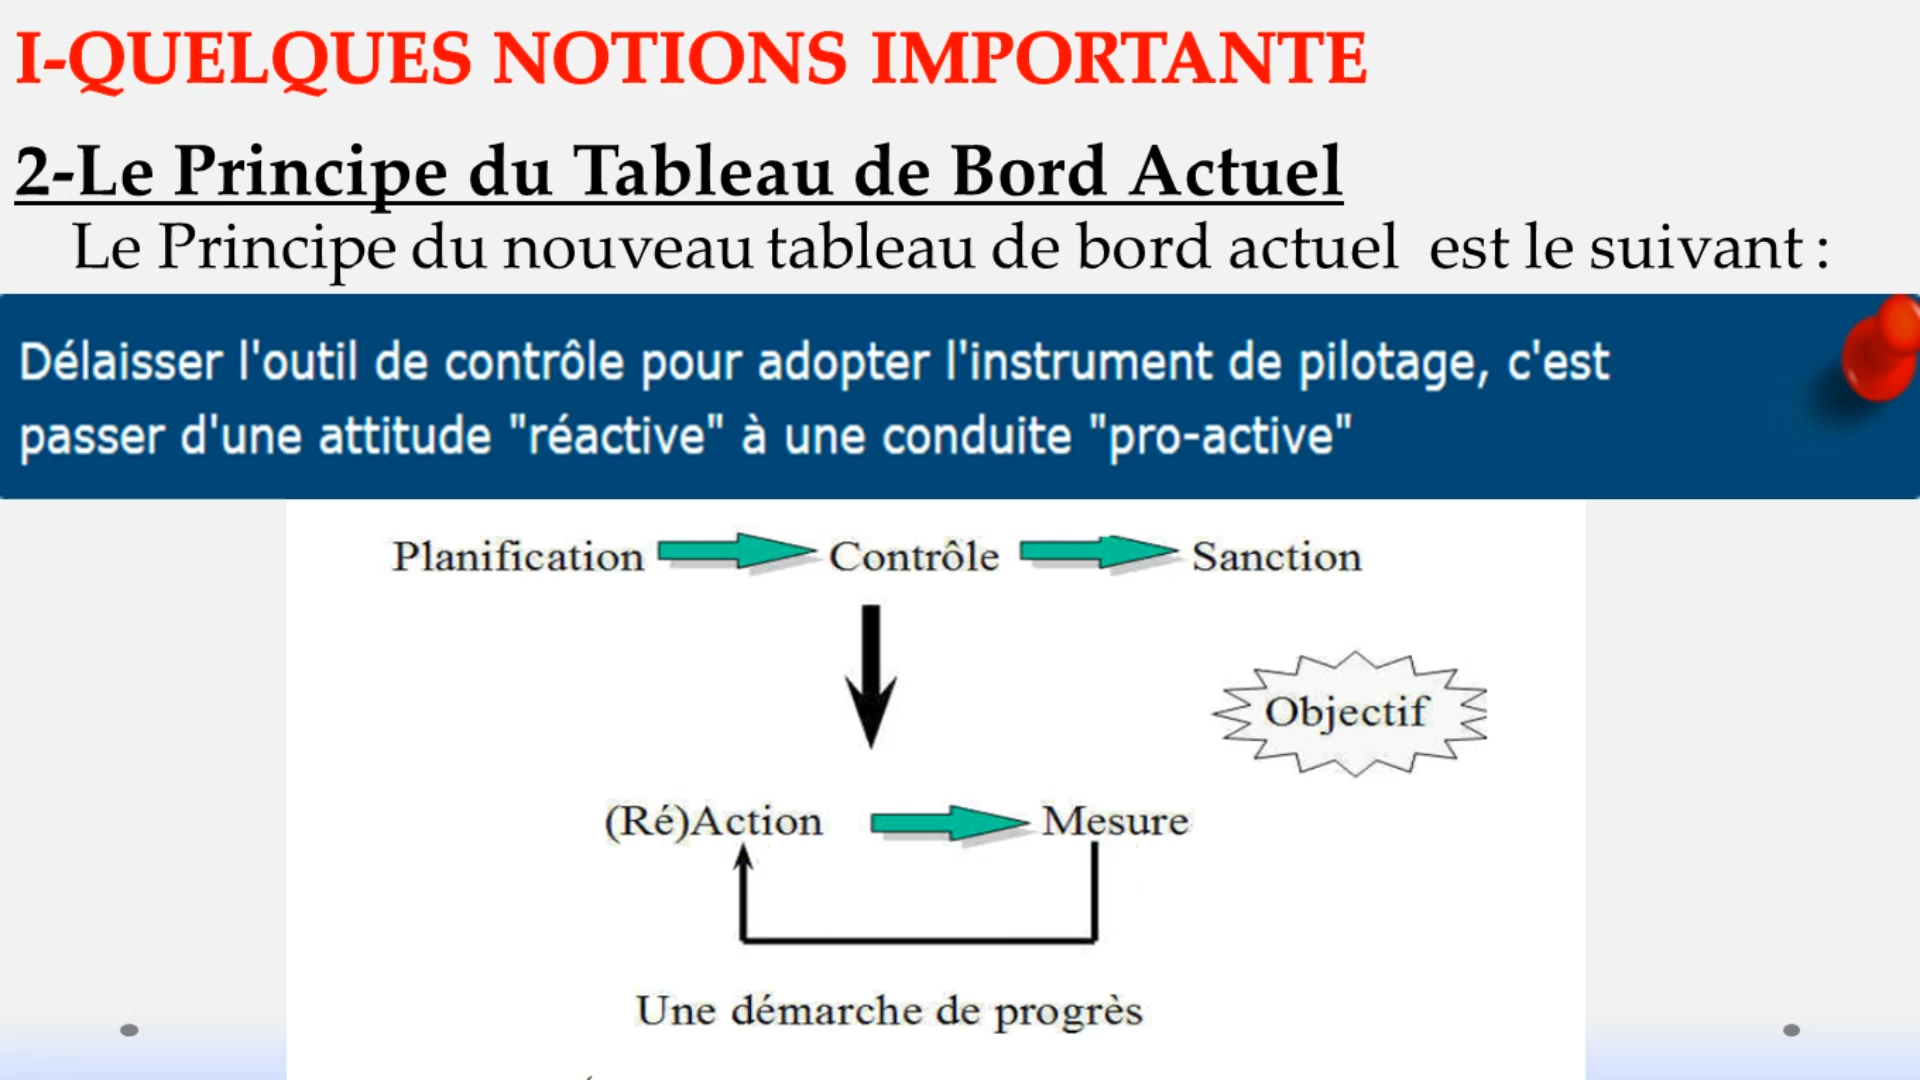 I-QUELQUES NOTIONS IMPORTANTE
2-Le Principe du Tableau de Bord Actuel
Le Principe du nouveau tableau de bord actuel est le suivant :
Délaisser l'outil de contrôle pour adopter l'instrument de pilotage, c'est
passer d'une attitude "réactive" à une conduite "pro-active"
Planification Contrôle Sanction
Objectif
(Ré)Action Mesure
Une démarche de progrès